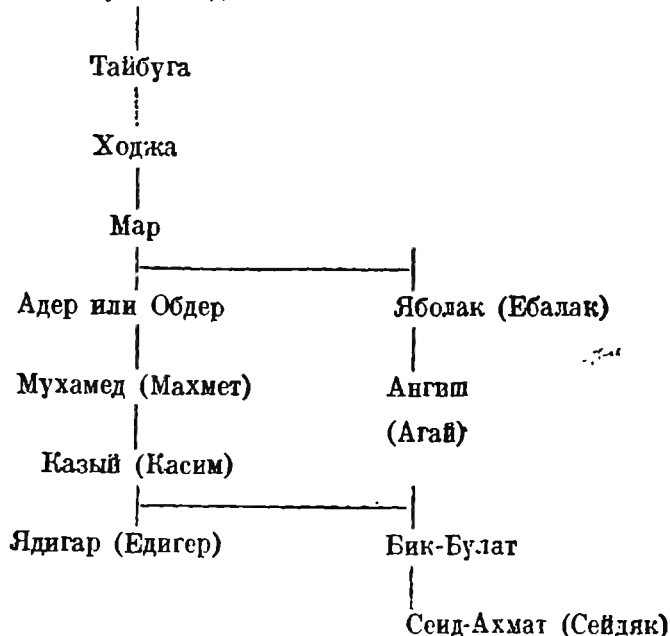 Тайбуга
Ходжа
Мар
Адер или Обдер Яболак (Ебалак)
Мухамед (Махмет) Ангиш
(Агай)
Казый (Касим)
Ядигар (Едигер) Бик-Булат
Сеид-Ахмат (Сейдяк)